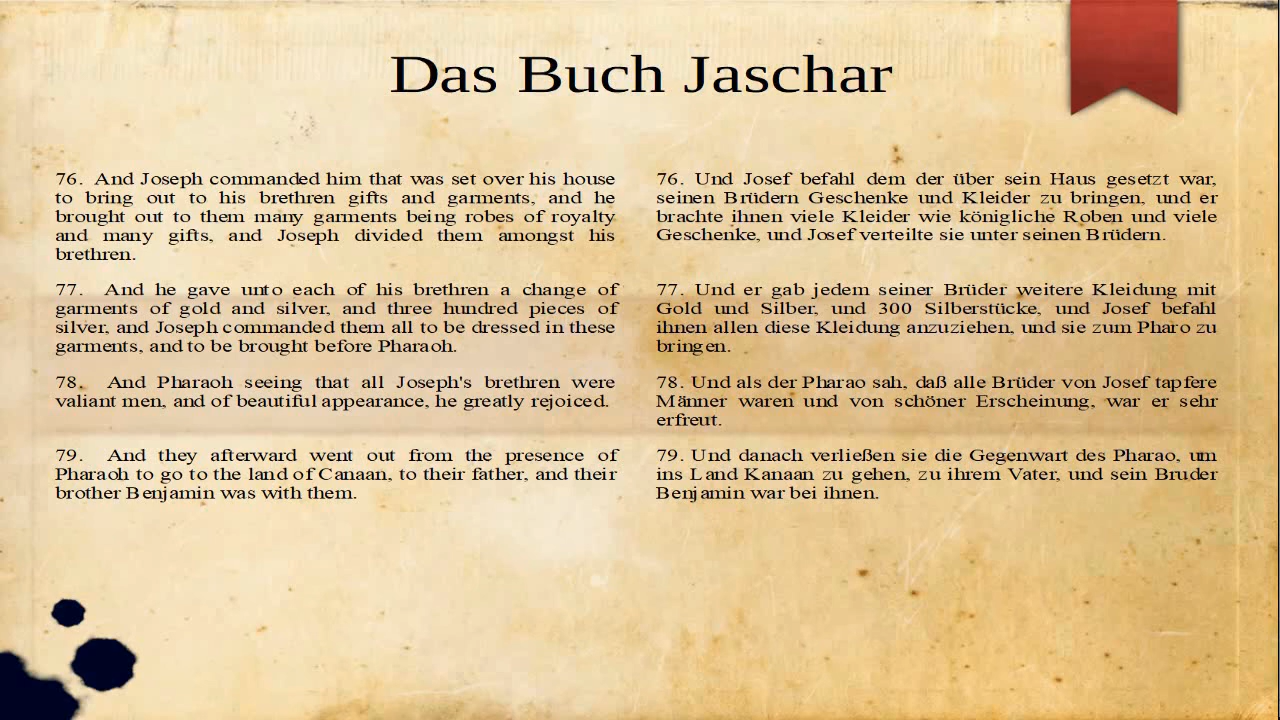 Das Buch Jaschar
76. And Joseph commanded him that was set over his house
to bring out to his brethren gifts and garments, and he
brought out to them many garments being robes of royalty
and many gifts, and Joseph divided them amongst his
brethren.
77. And he gave unto each of his brethren a change of
garments of gold and silver, and three hundred pieces of
silver, and Joseph commanded them all to be dressed in these
garments, and to be brought before Pharaoh.
78. And Pharaoh seeing that all Joseph's brethren were
valiant men, and of beautiful appearance, he greatly rejoiced.
79. And they afterward went out from the presence of
Pharaoh to go to the land of Canaan, to their father, and their
brother Benjamin was with them.
76. Und Josef befahl dem der über sein Haus gesetzt war,
seinen Brüdern Geschenke und Kleider zu bringen, und er
brachte ihnen viele Kleider wie königliche Roben und viele
Geschenke, und Josef verteilte sie unter seinen Brüdern.
77. Und er gab jedem seiner Brüder weitere Kleidung mit
Gold und Silber, und 300 Silberstücke, und Josef befahl
ihnen allen diese Kleidung anzuziehen, und sie zum Pharo zu
bringen.
78. Und als der Pharao sah, daß alle Brüder von Josef tapfere
Männer waren und von schöner Erscheinung, war er sehr
erfreut.
79. Und danach verließen sie die Gegenwart des Pharao, um
ins Land Kanaan zu gehen, zu ihrem Vater, und sein Bruder
Benjamin war bei ihnen.